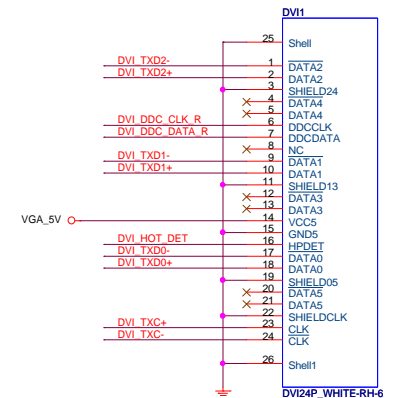 DVI1
25 Shell
DVI_TXD2- 1 DATA2
DVI_TXD2+ 2 DATA2
3 SHIELD24
4 DATA4
5 DATA4
DVI_DDC_CLK_R 6 DDCCLK
DVI_DDC_DATA_R 7 DDCDATA
8 NC
DVI_TXD1- 9 DATA1
DVI_TXD1+ 10 DATA1
11 SHIELD13
12 DATA3
13 DATA3
VGA_5V 14 VCC5
15 GND5
DVI_HOT_DET 16 HPDET
DVI_TXD0- 17 DATA0
DVI_TXD0+ 18 DATA0
19 SHIELD05
20 DATA5
21 DATA5
22 SHIELDCLK
DVI_TXC+ 23 CLK
DVI_TXC- 24 CLK
26 Shell1
DVI24P_WHITE-RH-6